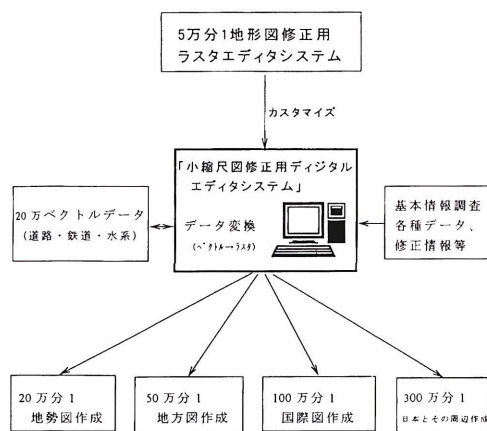 5万分1地形図修正用
ラスタエディタシステム
カスタマイズ
「小縮尺図修正用ディジタル
エディタシステム」
20万ベクトルデータ
(道路・鉄道・水系)
データ変換
(ベクトル→ラスタ)
基本情報調査
各種データ、
修正情報等
20万分1
地勢図作成
50万分1
地方図作成
100万分1
国際図作成
300万分1
日本とその周辺作成